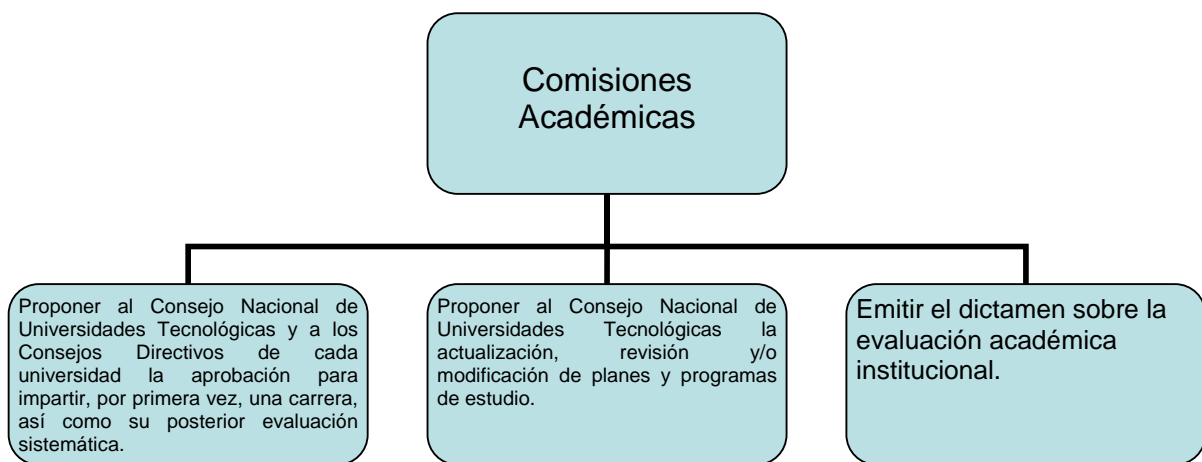 Comisiones
Académicas
Proponer al Consejo Nacional de
Universidades Tecnológicas y a los
Consejos Directivos de cada
universidad la aprobación para
impartir, por primera vez, una carrera,
así como su posterior evaluación
sistemática.
Proponer al Consejo Nacional de
Universidades Tecnológicas la
actualización, revisión y/o
modificación de planes y programas
de estudio.
Emitir el dictamen sobre la
evaluación académica
institucional.